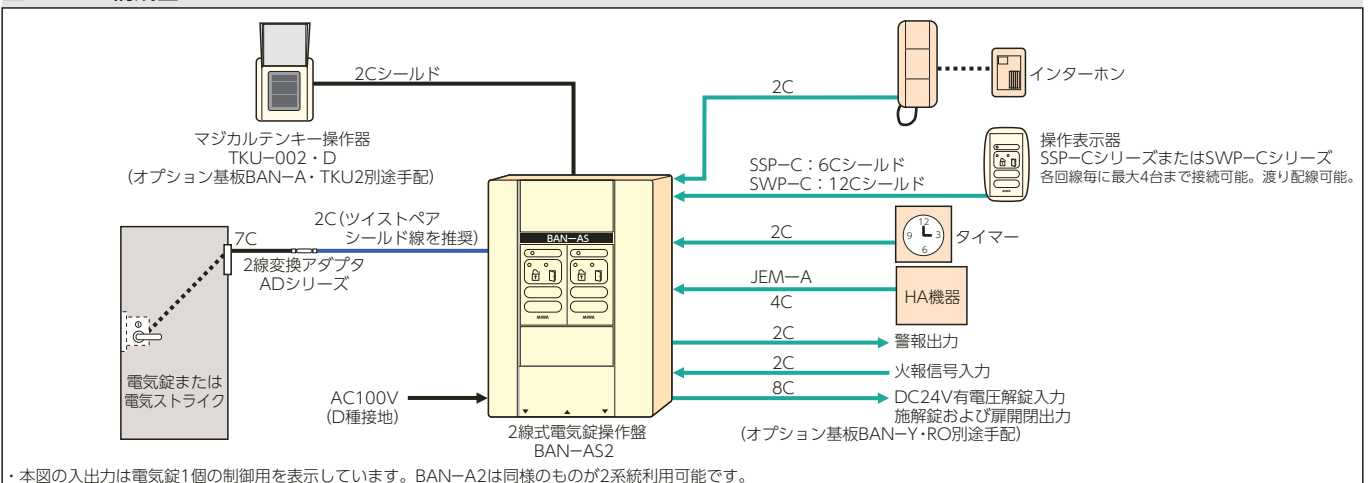 2Cシールド
マジカルテンキー操作器
TKU−002・D
(オプション基板BAN−A・TKU2別途手配)
2C
インターホン
操作表示器
SSP−CシリーズまたはSWP−Cシリーズ
各回線毎に最大4台まで接続可能。渡り配線可能。
SSP−C：6Cシールド
SWP−C：12Cシールド
7C
2C(ツイストペア
シールド線を推奨)
2線変換アダプタ
ADシリーズ
BAN−AS
MIWA
MIWA
2C
12
3
6
9
タイマー
JEM−A
4C
HA機器
2C
警報出力
2C
火報信号入力
8C
DC24V有電圧解錠入力
施解錠および扉開閉出力
(オプション基板BAN−Y・RO別途手配)
電気錠または
電気ストライク
AC100V
(D種接地)
2線式電気錠操作盤
BAN−AS2
・本図の入出力は電気錠1個の制御用を表示しています。BAN−A2は同様のものが2系統利用可能です。